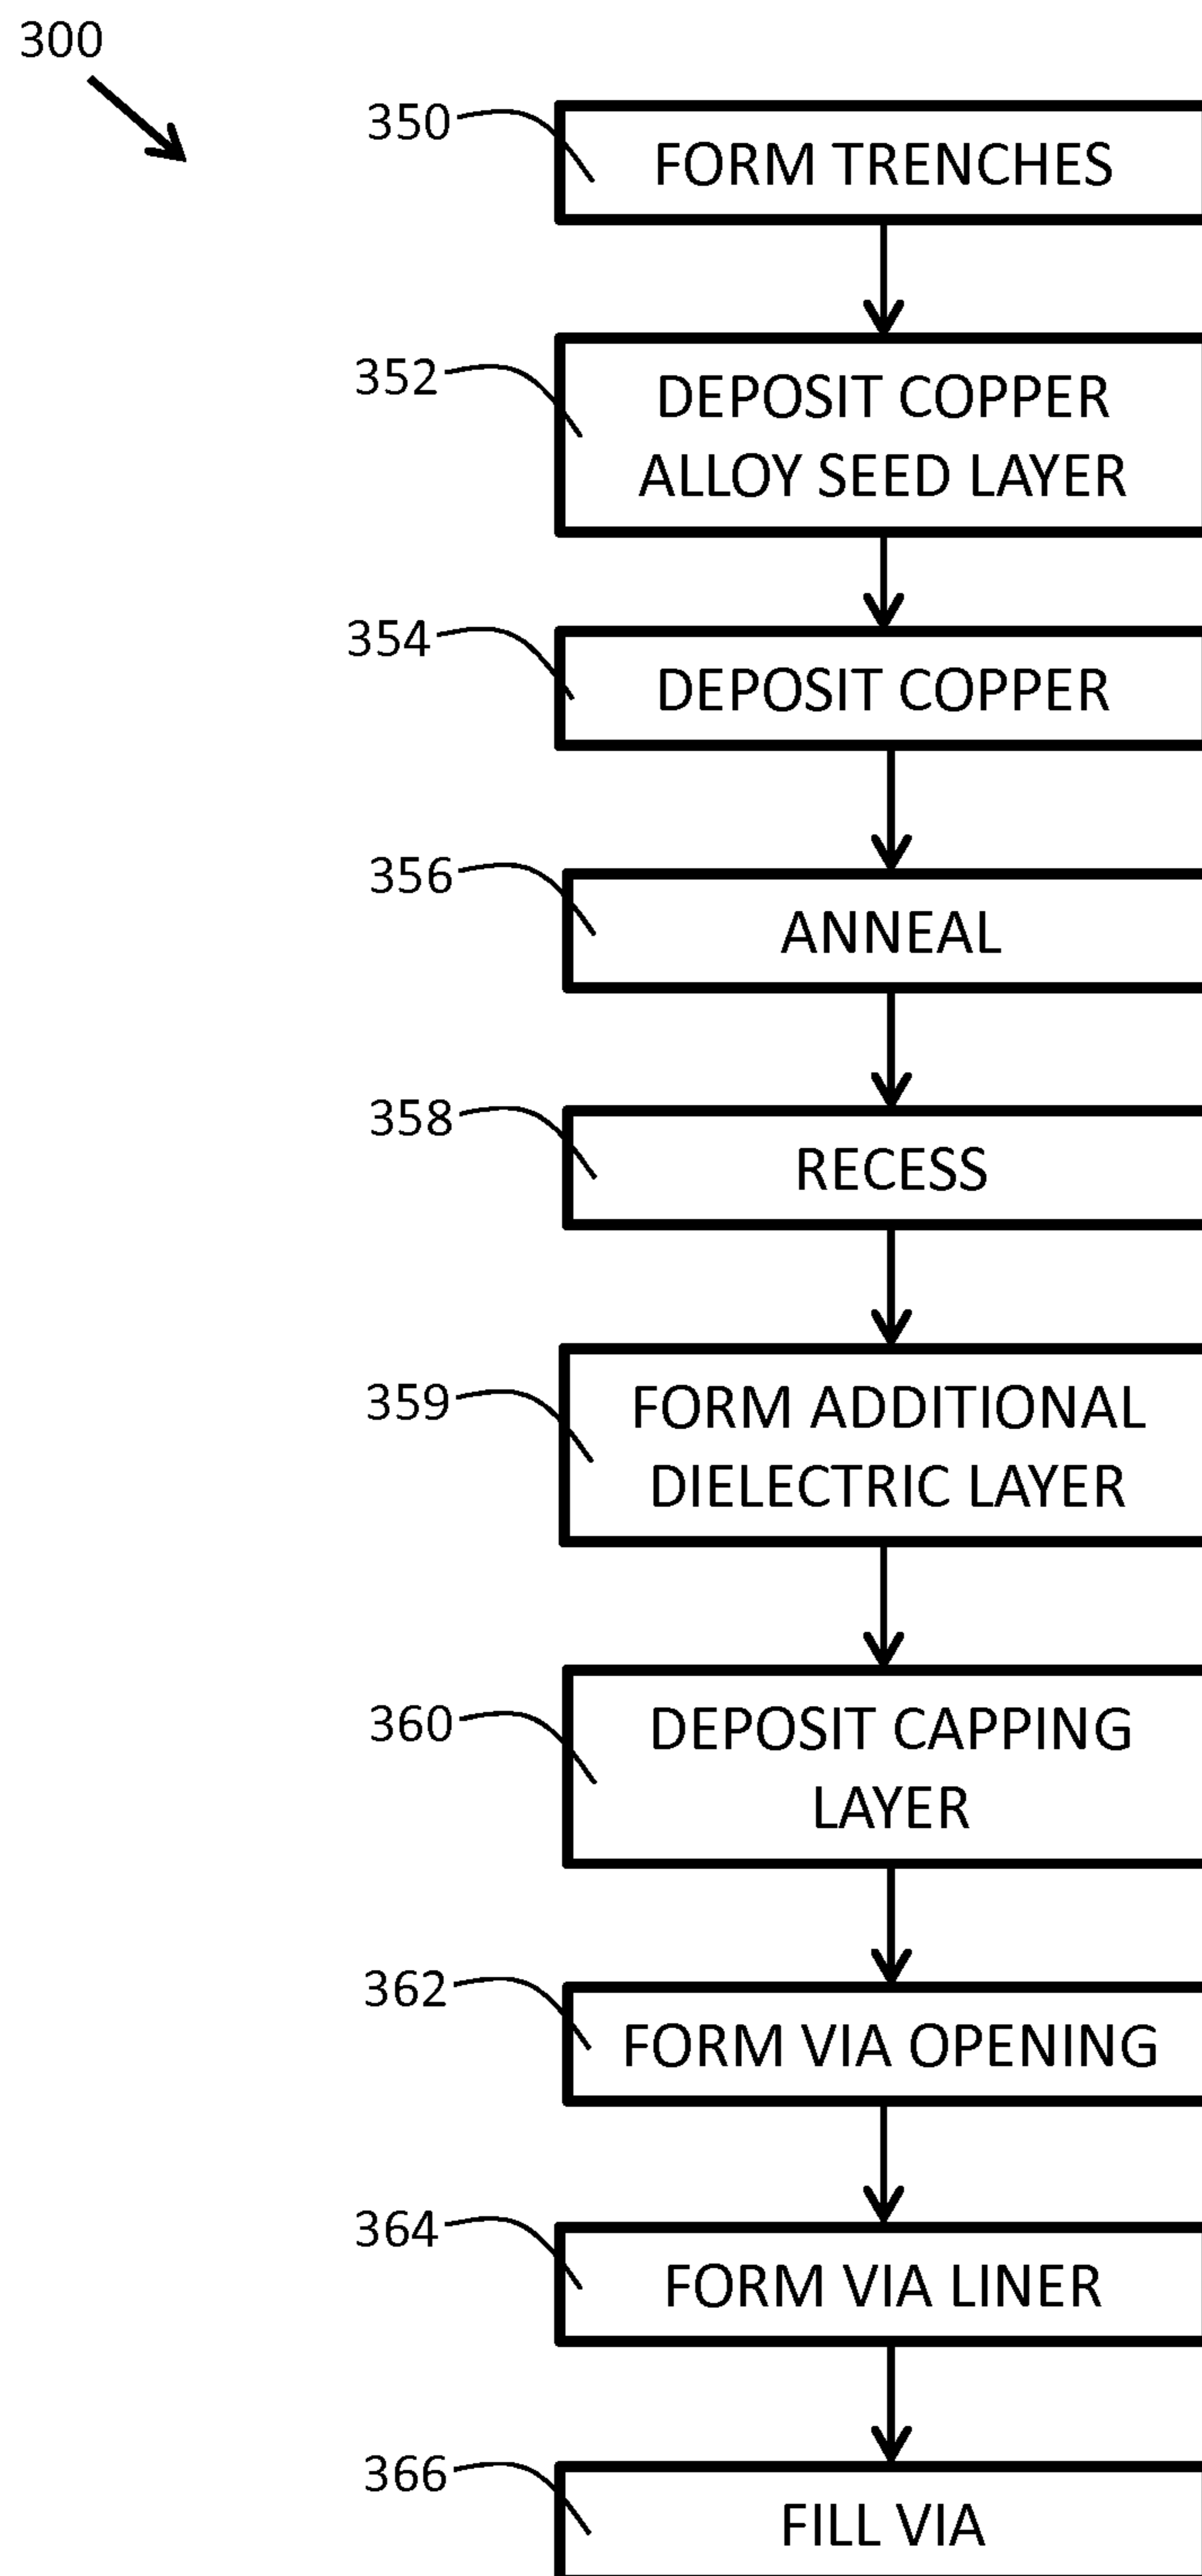 300
350
FORM TRENCHES
352
DEPOSIT COPPER
ALLOY SEED LAYER
354
DEPOSIT COPPER
356
ANNEAL
358
RECESS
359
FORM ADDITIONAL
DIELECTRIC LAYER
360
DEPOSIT CAPPING
LAYER
362
FORM VIA OPENING
364
FORM VIA LINER
366
FILL VIA